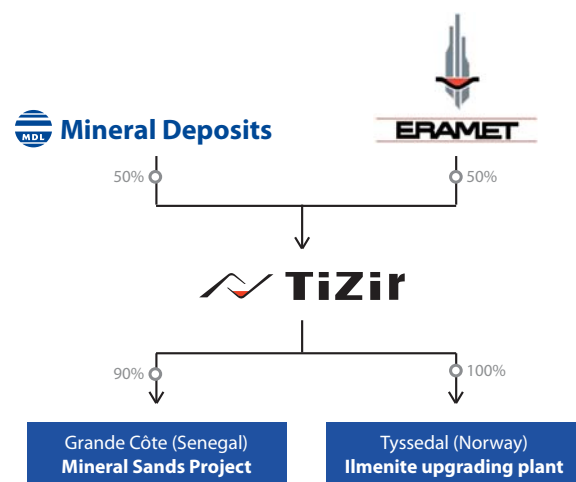 MDL Mineral Deposits
ERAMET
50%
50%
TiZir
90%
100%
Grande Côte (Senegal)
Mineral Sands Project
Tyssedal (Norway)
Ilmenite upgrading plant